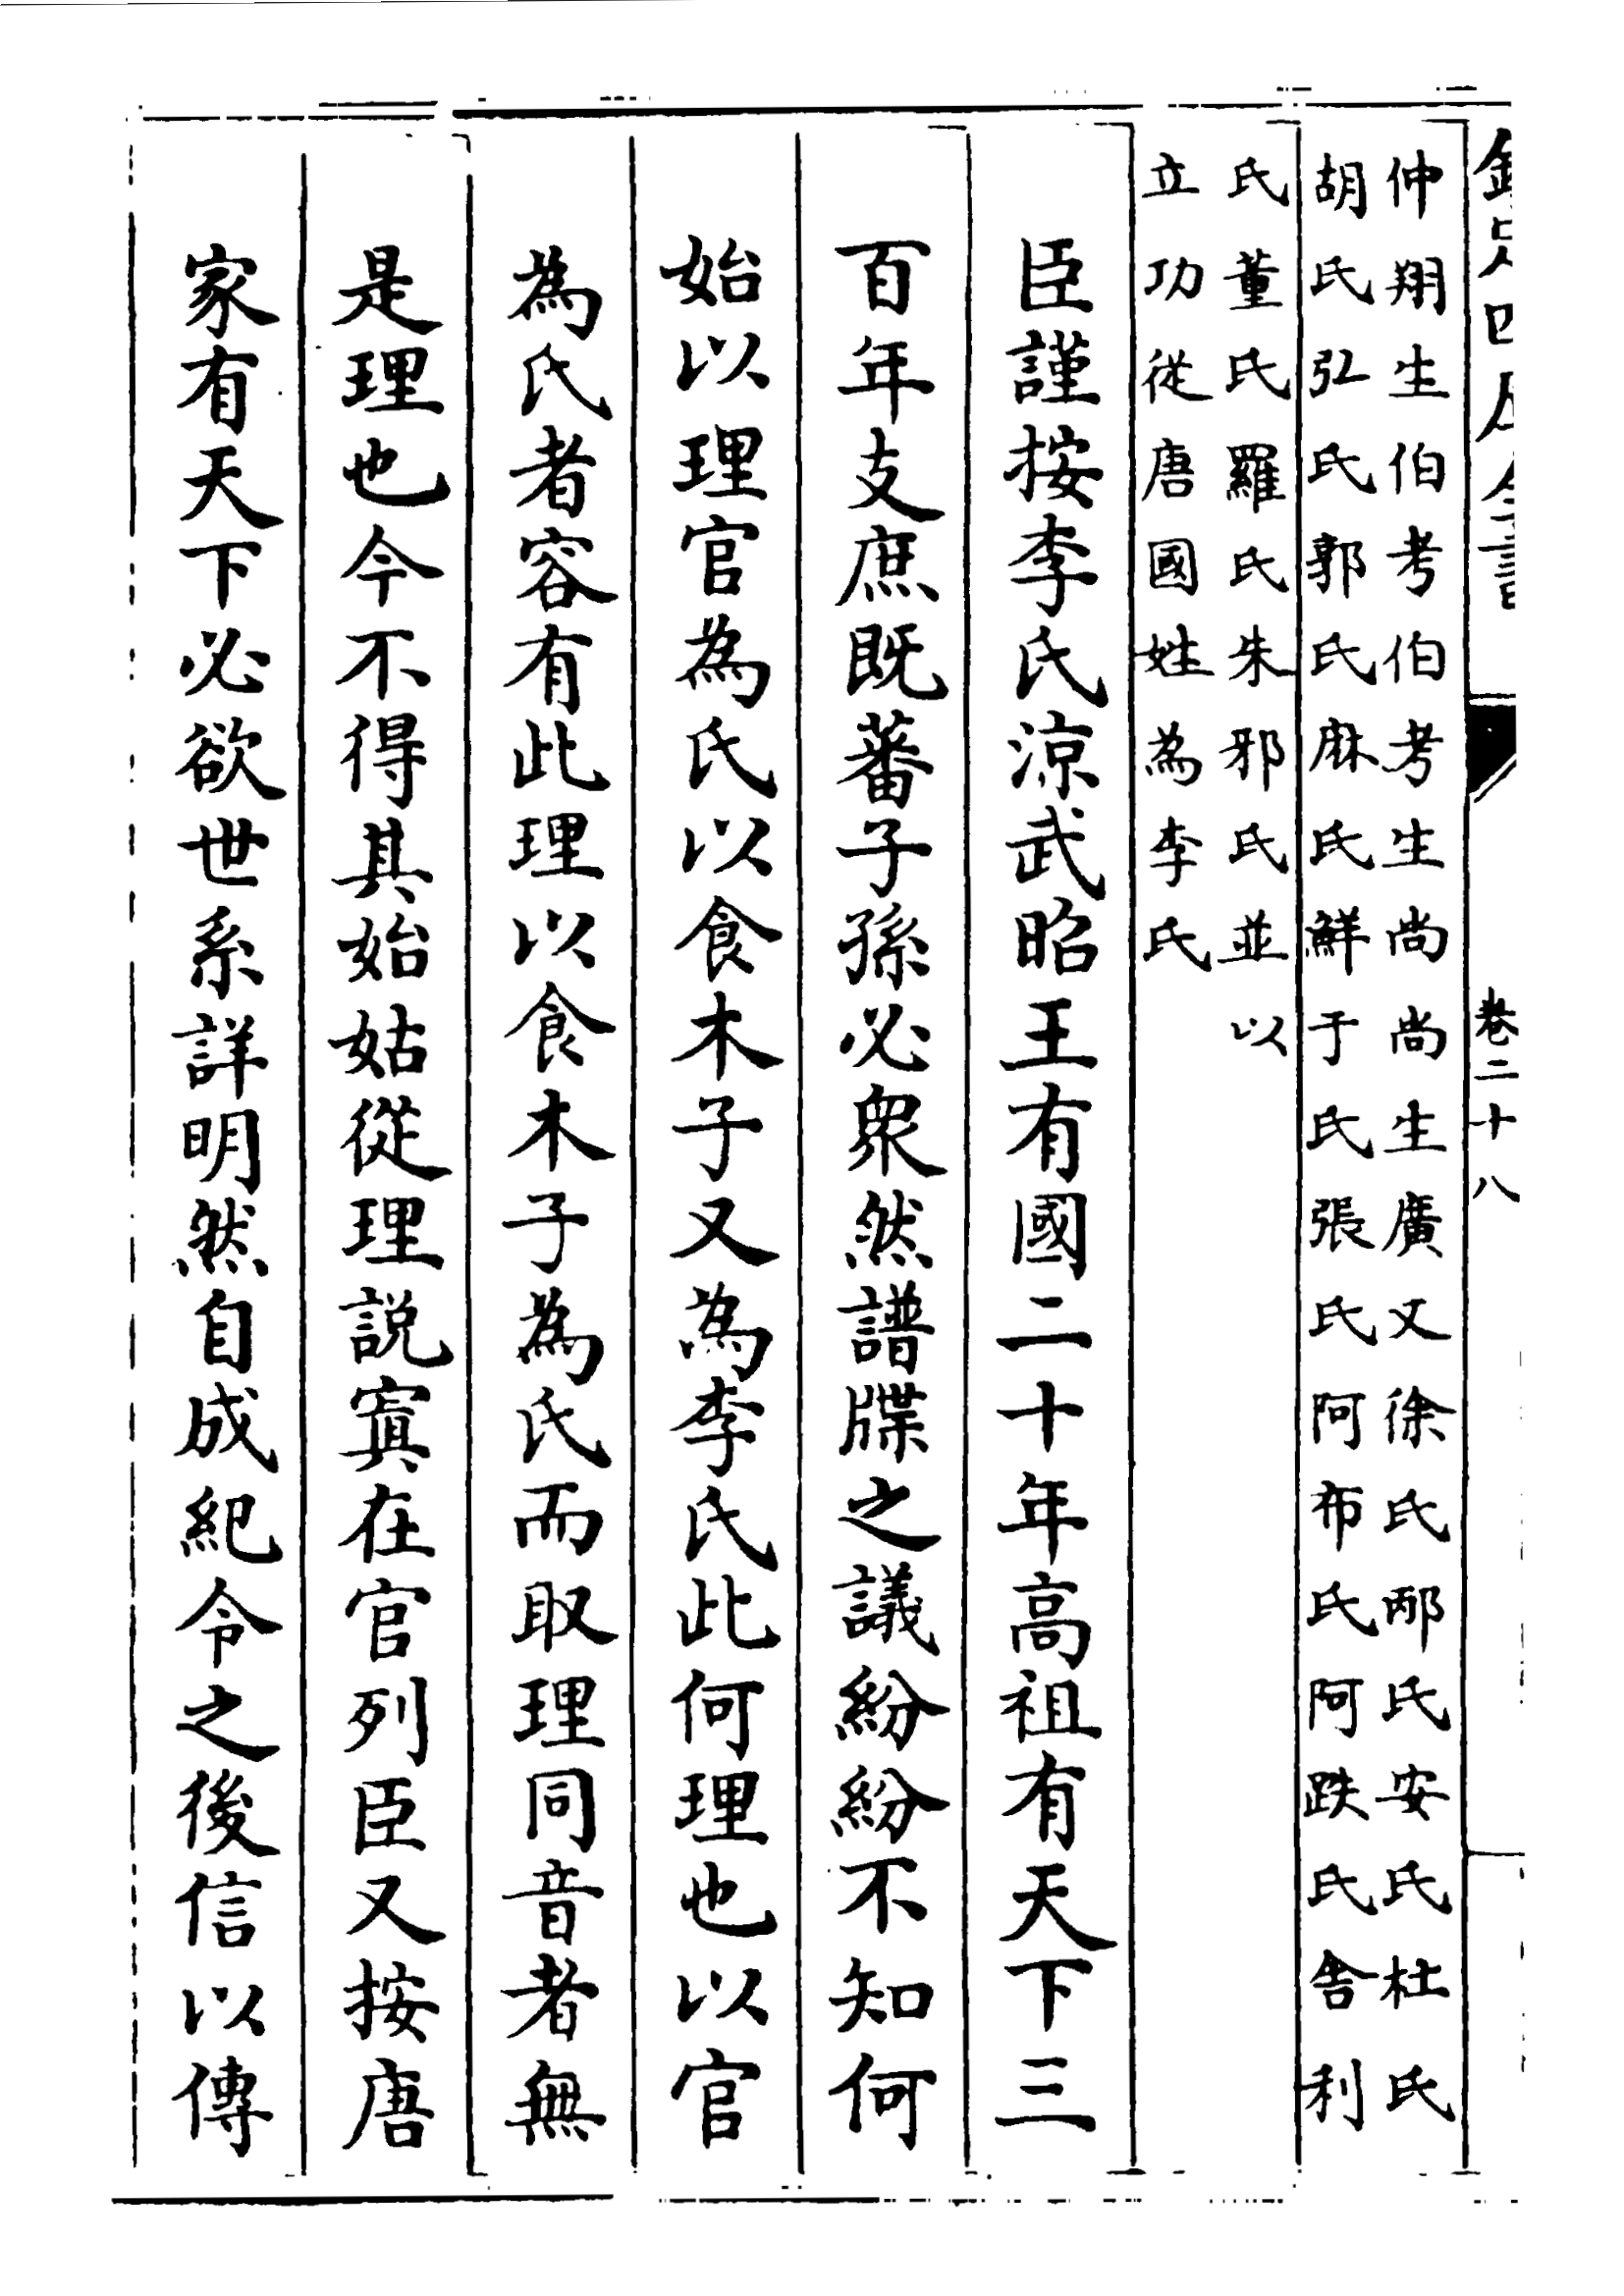 欽定四庫全書
卷二十八
仲翔生伯考伯考生尚尚生廣又徐氏邴氏安氏杜氏
胡氏弘氏郭氏麻氏鮮于氏張氏阿布氏阿跌氏舍利
氏董氏羅氏朱邪氏並以
立功從唐國姓為李氏
臣謹按李氏涼武昭王有國二十年高祖有天下三
百年支庶既蕃子孫必衆然譜牒之議紛紛不知何
始以理官為氏以食木子又為李氏此何理也以官
為氏者容有此理以食木子為氏而取理同音者無
是理也今不得其始姑從理說寘在官列臣又按唐
家有天下必欲世系詳明然自成紀令之後信以傳